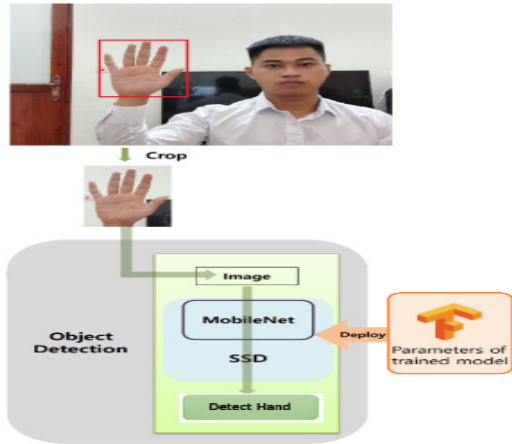 Crop
Image
MobileNet
SSD
Object
Detection
Deploy
Parameters of
trained model
Detect Hand